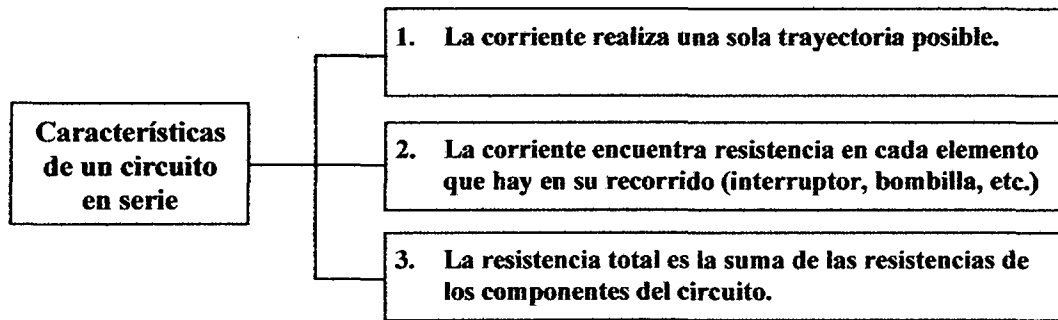 Características
de un circuito
en serie
1. La corriente realiza una sola trayectoria posible.
2. La corriente encuentra resistencia en cada elemento
que hay en su recorrido (interruptor, bombilla, etc.)
3. La resistencia total es la suma de las resistencias de
los componentes del circuito.